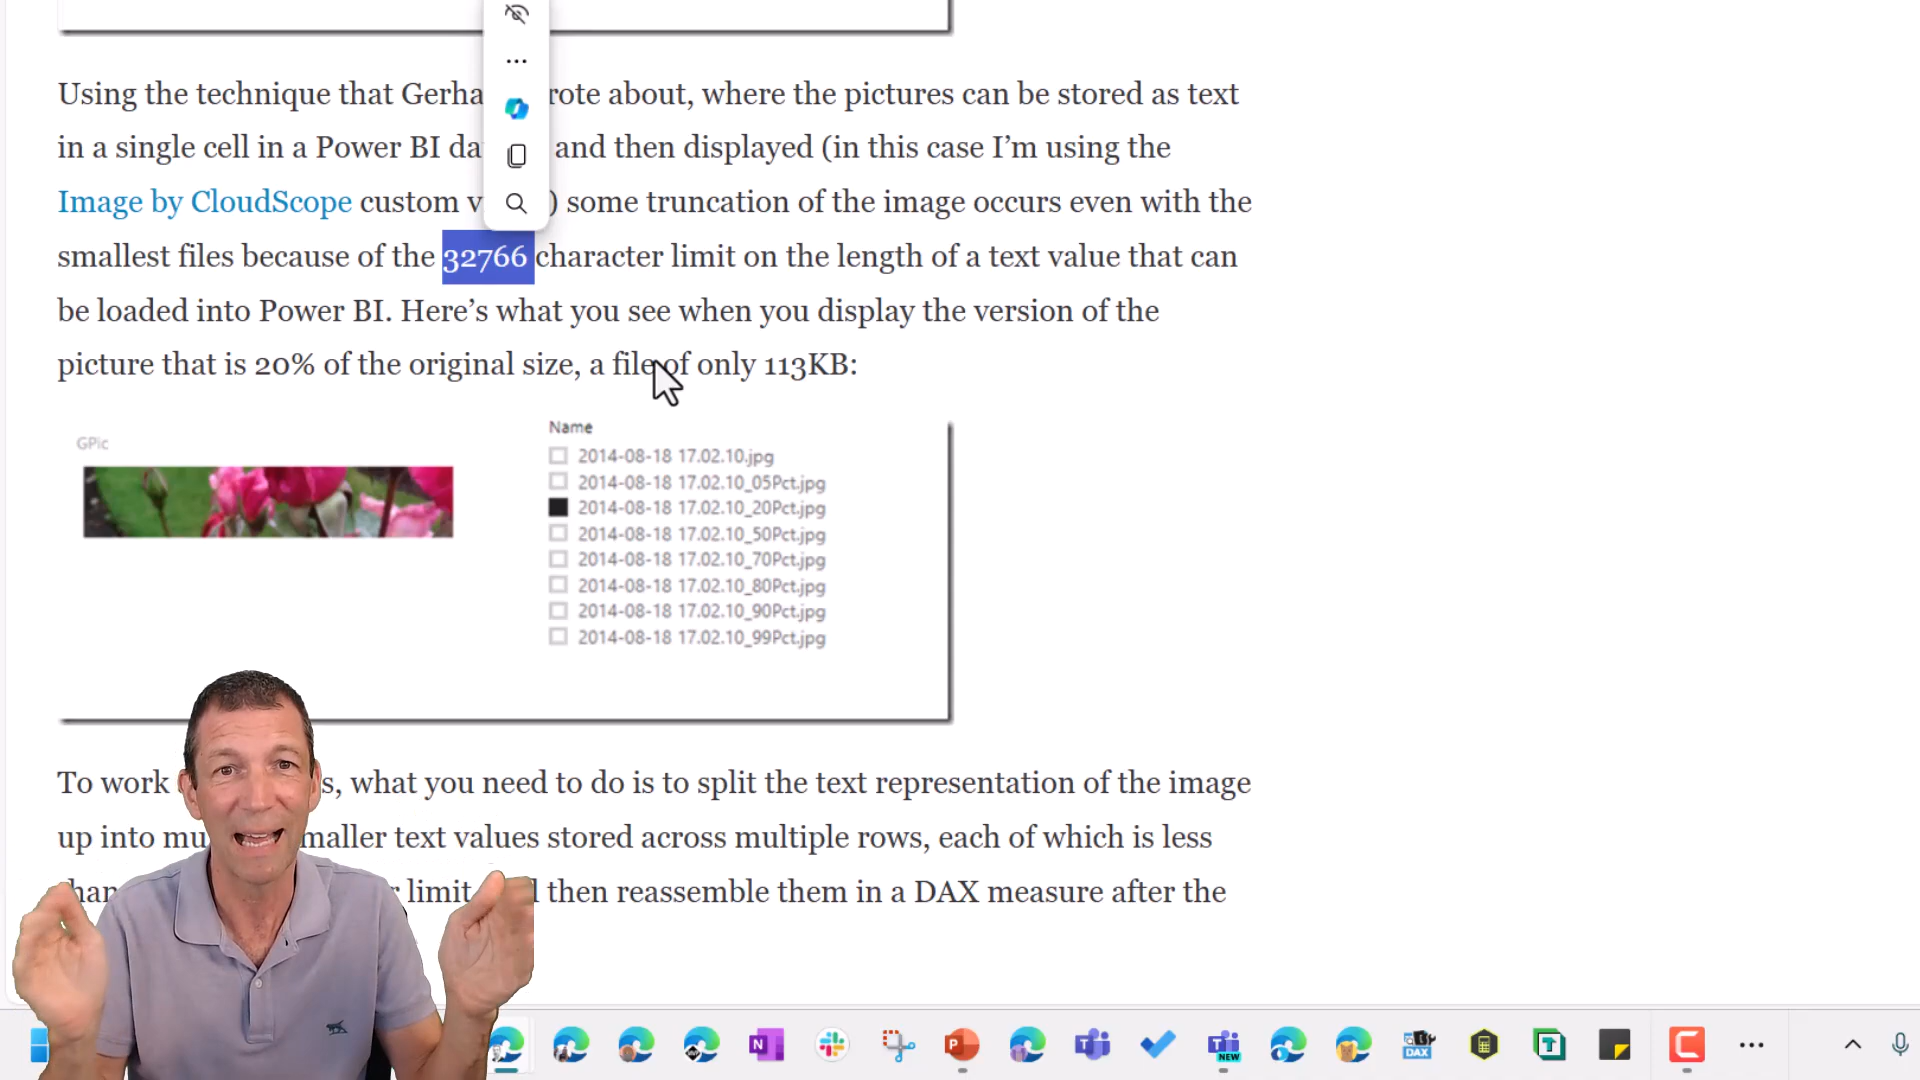 Using the technique that Gerha rote about, where the pictures can be stored as text
in a single cell in a Power BI da and then displayed (in this case I'm using the
Image by CloudScope custom v ) some truncation of the image occurs even with the
smallest files because of the 32766 character limit on the length of a text value that can
be loaded into Power BI. Here's what you see when you display the version of the
picture that is 20% of the original size, a file of only 113KB:
GPic
Name
2014-08-18 17.02.10.jpg
2014-08-18 17.02.10_05Pct.jpg
2014-08-18 17.02.10_20Pct.jpg
2014-08-18 17.02.10_50Pct.jpg
2014-08-18 17.02.10_70Pct.jpg
2014-08-18 17.02.10_80Pct.jpg
2014-08-18 17.02.10_90Pct.jpg
2014-08-18 17.02.10_99Pct.jpg
To work s, what you need to do is to split the text representation of the image
up into mu maller text values stored across multiple rows, each of which is less
han limit then reassemble them in a DAX measure after the
N
P
NEW
DAX
T